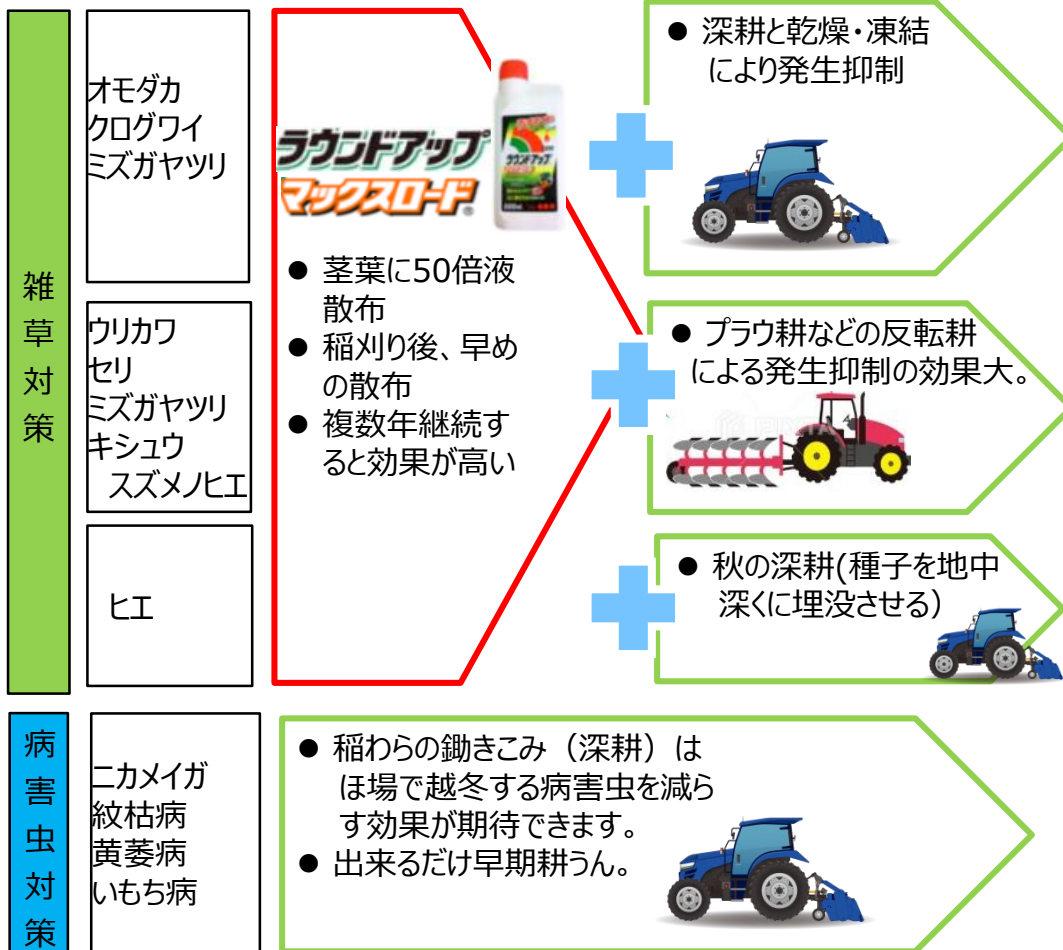 雑草対策
オモダカ
クログワイ
ミズガヤツリ
ウリカワ
セリ
ミズガヤツリ
キシュウ
スズメノヒエ
ヒエ
ラウンドアップ
マックスロード®
ラウンドアップ
● 茎葉に50倍液
散布
● 稲刈り後、早め
の散布
● 複数年継続す
ると効果が高い
● 深耕と乾燥・凍結
により発生抑制
● プラウ耕などの反転耕
による発生抑制の効果大。
● 秋の深耕(種子を地中
深くに埋没させる）
病害虫対策
ニカメイガ
紋枯病
黄萎病
いもち病
● 稲わらの鋤きこみ（深耕）は
ほ場で越冬する病害虫を減ら
す効果が期待できます。
● 出来るだけ早期耕うん。